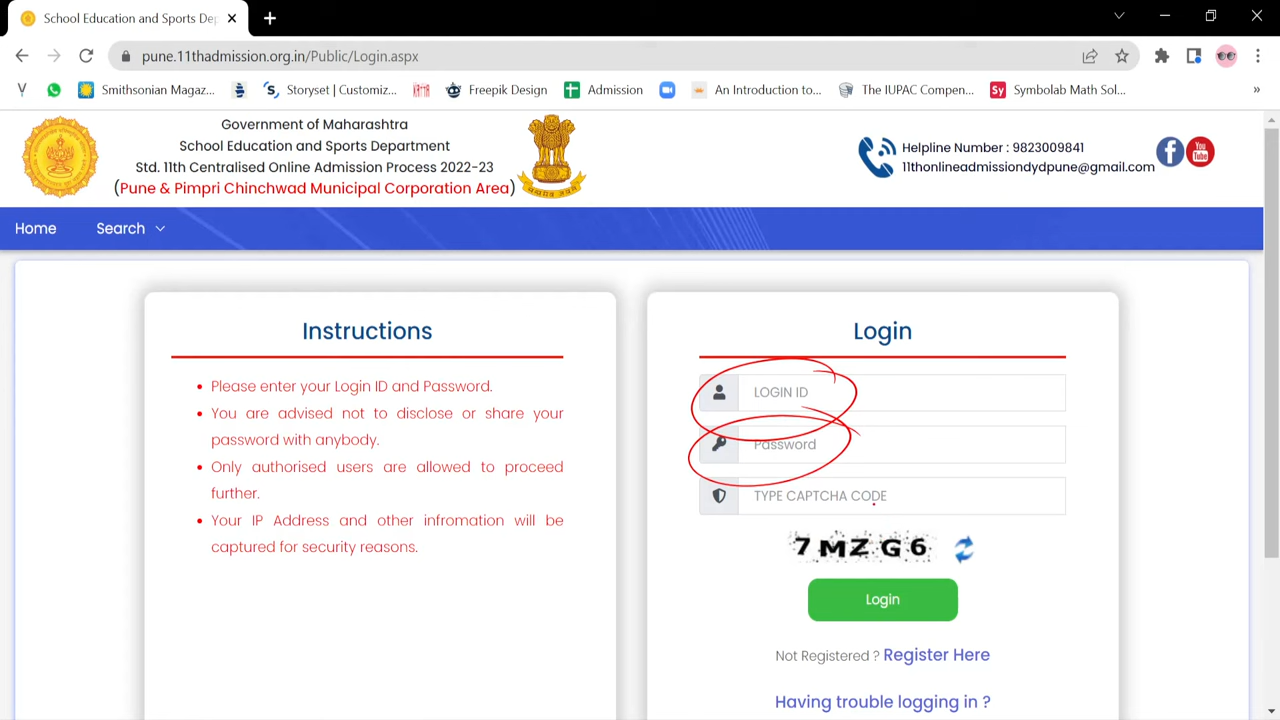 School Education and Sports Dep
pune.11thadmission.org.in/Public/Login.aspx
Smithsonian Magaz...
Storyset | Customiz...
Freepik Design
Admission
An Introduction to...
The IUPAC Compen...
Sy
Symbolab Math Sol...
»
Government of Maharashtra
School Education and Sports Department
Std. 11th Centralised Online Admission Process 2022-23
(Pune & Pimpri Chinchwad Municipal Corporation Area)
Helpline Number : 9823009841
11thonlineadmissiondydpune@gmail.com
You
Tube
Home
Search
Instructions
Please enter your Login ID and Password.
You are advised not to disclose or share your
password with anybody.
Only authorised users are allowed to proceed
further.
Your IP Address and other infromation will be
captured for security reasons.
Login
LOGIN ID
Password
TYPE CAPTCHA CODE
7MZG6
Login
Not Registered ? Register Here
Having trouble logging in ?